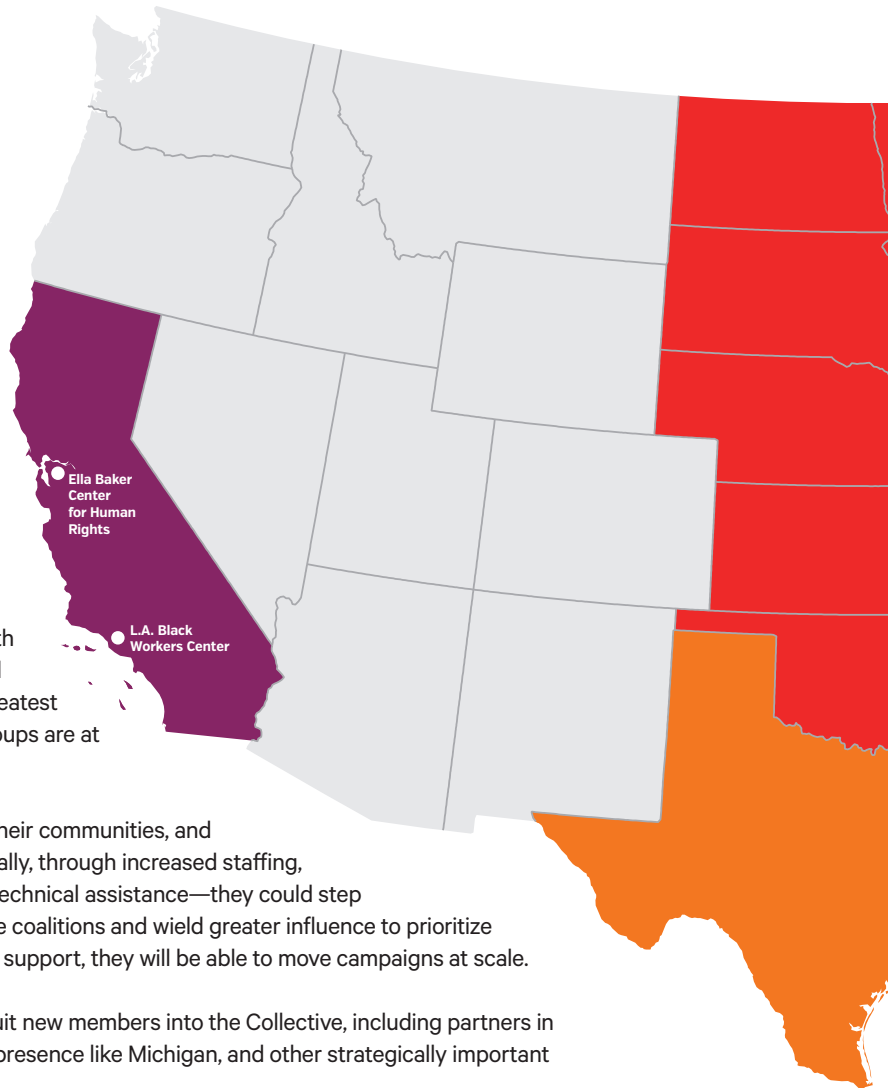 Ella Baker
Center
for Human
Rights
L.A. Black
Workers Center
eatest
oups are at
heir communities, and
ally, through increased staffing,
technical assistance—they could step
e coalitions and wield greater influence to prioritize
support, they will be able to move campaigns at scale.
uit new members into the Collective, including partners in
presence like Michigan, and other strategically important